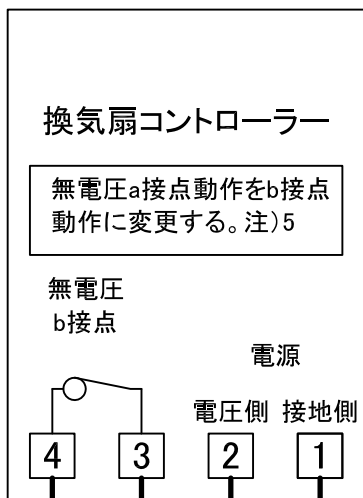 換気扇コントローラー
無電圧a接点動作をb接点
動作に変更する。注)5
無電圧
b接点
電源
電圧側 接地側
4 3 2 1